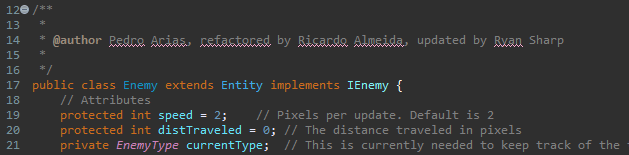 12 /**
13 *
14 * @author Pedro Arias, refactored by Ricardo Almeida, updated by Ryan Sharp
15 *
16 */
17 public class Enemy extends Entity implements IEnemy {
18 // Attributes
19 protected int speed = 2; // Pixels per update. Default is 2
20 protected int distTraveled = 0; // The distance traveled in pixels
21 private EnemyType currentType; // This is currently needed to keep track of the